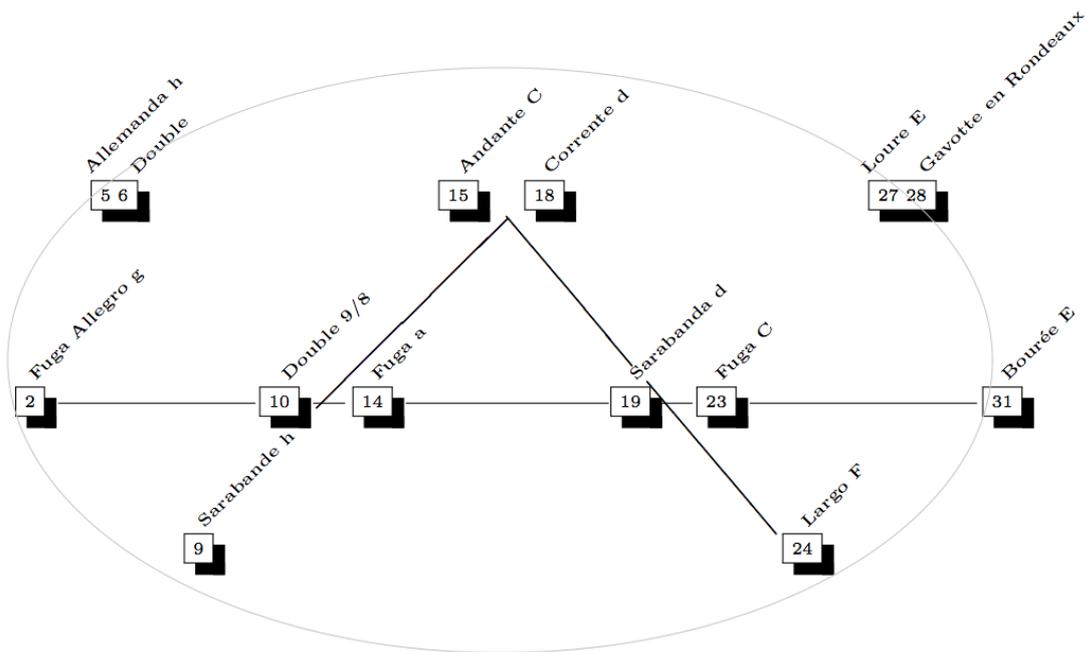 Allemanda h
Double
5 6
Andante C
15
Corrente d
18
Loure E
Gavotte en Rondeaux
27 28
Fuga Allegro g
2
Double 9/8
10
Fuga a
14
Sarabanda d
19
Fuga C
23
Bourée E
31
Sarabande h
9
Largo F
24